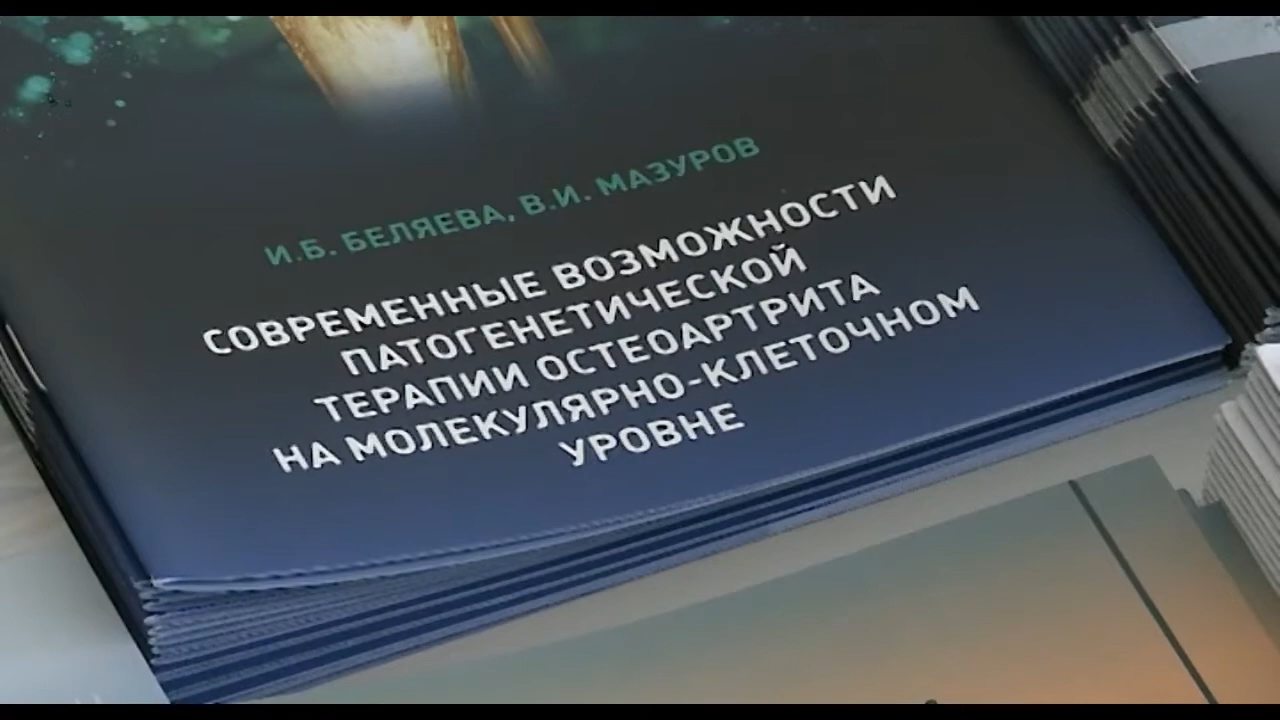 И.Б. БЕЛЯЕВА, В.И. МАЗУРОВ
СОВРЕМЕННЫЕ ВОЗМОЖНОСТИ
ПАТОГЕНЕТИЧЕСКОЙ
ТЕРАПИИ ОСТЕОАРТРИТА
НА МОЛЕКУЛЯРНО-КЛЕТОЧНОМ
УРОВНЕ